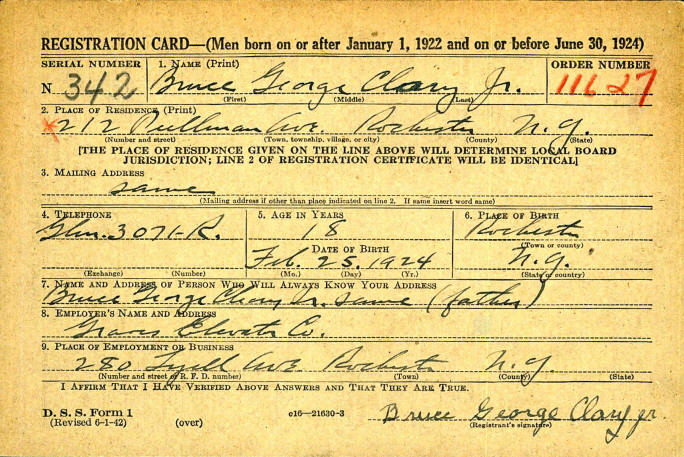 REGISTRATION CARD—(Men born on or after January 1, 1922 and on or before June 30, 1924)
SERIAL NUMBER 1. NAME (Print) ORDER NUMBER
N 342 Bruce George Clary Jr. 11627
(First) (Middle) (Last)
2. PLACE OF RESIDENCE (Print)
212 Pullman Ave Rochester N.Y.
(Number and street) (Town, township, village, or city) (County) (State)
[THE PLACE OF RESIDENCE GIVEN ON THE LINE ABOVE WILL DETERMINE LOCAL BOARD
JURISDICTION; LINE 2 OF REGISTRATION CERTIFICATE WILL BE IDENTICAL]
3. MAILING ADDRESS
same
(Mailing address if other than place indicated on line 2. If same insert word same)
4. TELEPHONE 5. AGE IN YEARS 6. PLACE OF BIRTH
Glen. 3071-R. 18 Rochester
(Town or county)
DATE OF BIRTH
Feb. 25, 1924 N.Y.
(Exchange) (Number) (Mo.) (Day) (Yr.) (State or country)
7. NAME AND ADDRESS OF PERSON WHO WILL ALWAYS KNOW YOUR ADDRESS
Bruce George Clary Sr. same (father)
8. EMPLOYER'S NAME AND ADDRESS
Graves Elevator Co.
9. PLACE OF EMPLOYMENT OR BUSINESS
280 Lyell Ave Rochester N.Y.
(Number and street or R. F. D. number) (Town) (County) (State)
I AFFIRM THAT I HAVE VERIFIED ABOVE ANSWERS AND THAT THEY ARE TRUE.
D. S. S. Form 1
(Revised 6-1-42) (over) c16—21630-3 Bruce George Clary jr.
(Registrant's signature)